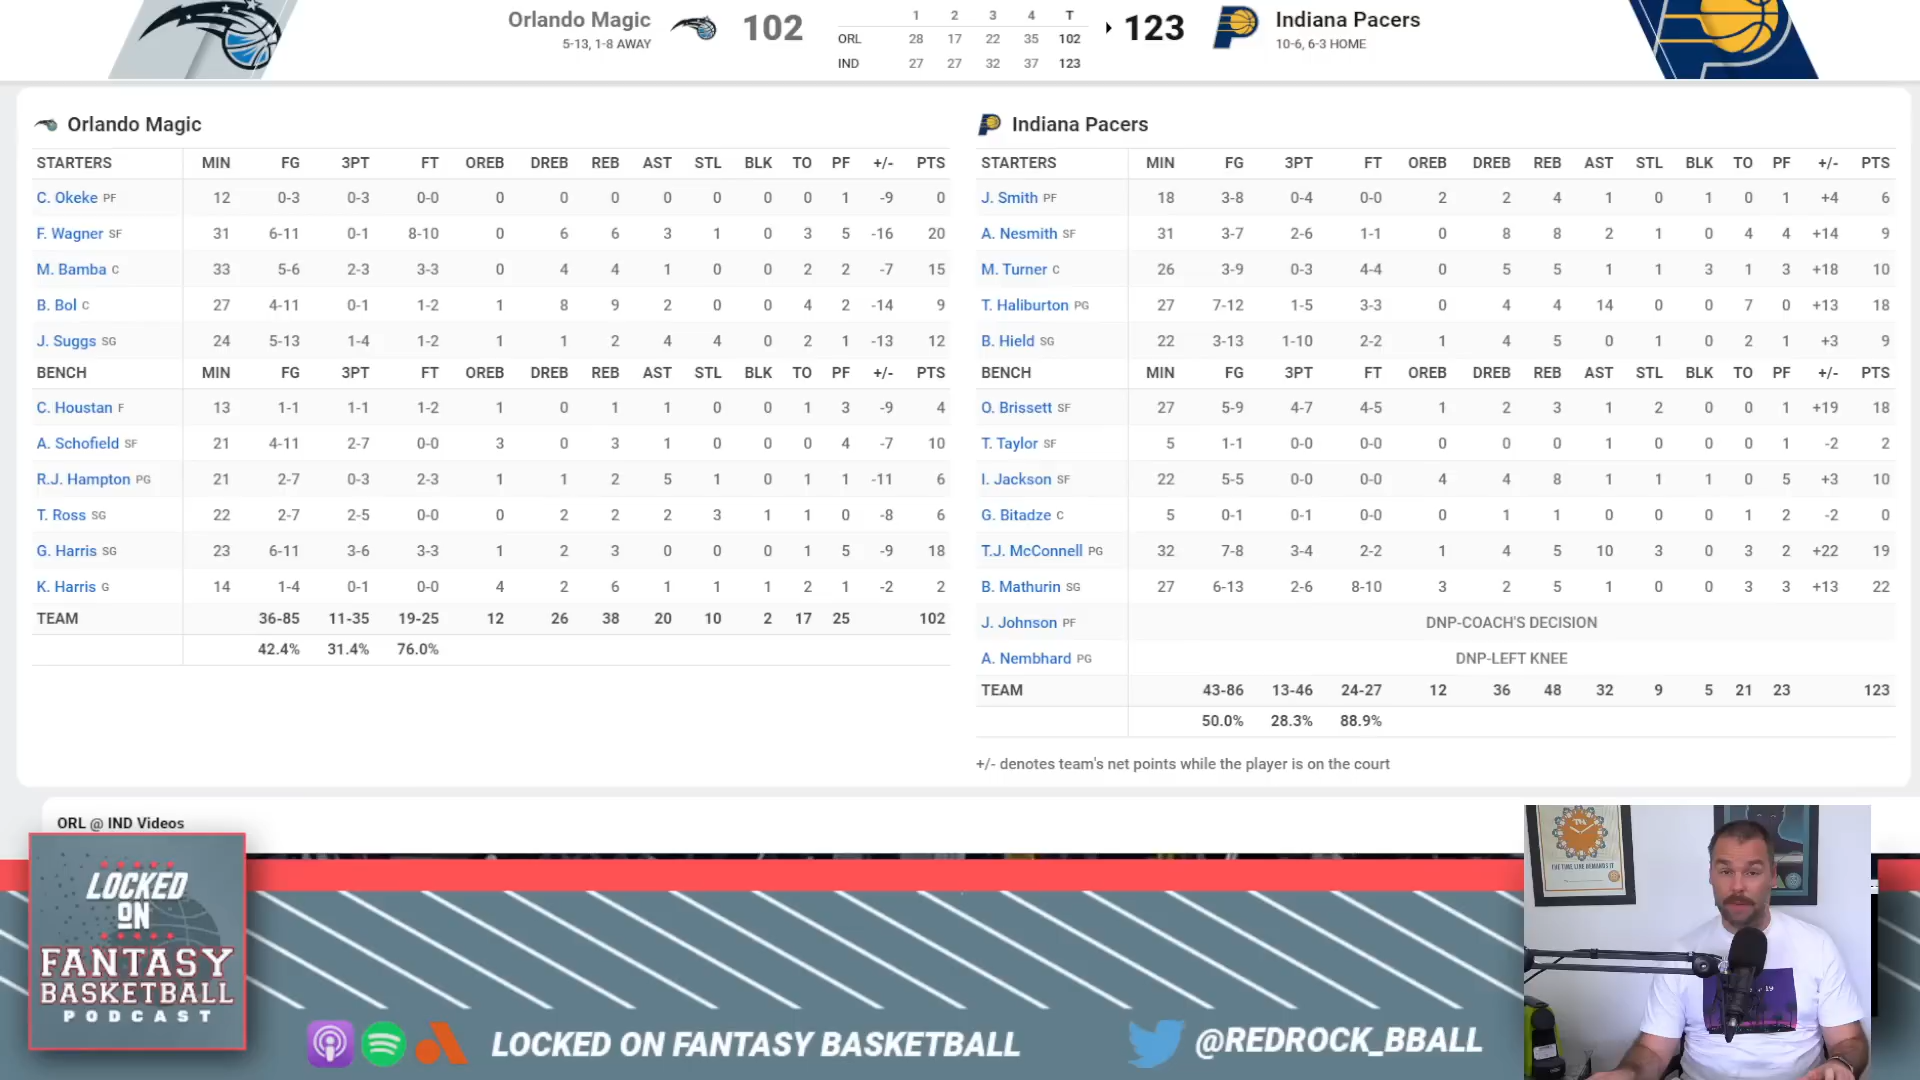 Orlando Magic
5-13, 1-8 AWAY
102
1 2 3 4 T
ORL 28 17 22 35 102
IND 27 27 32 37 123
123
Indiana Pacers
10-6, 6-3 HOME
Orlando Magic
STARTERS MIN FG 3PT FT OREB DREB REB AST STL BLK TO PF +/- PTS
C. Okeke PF 12 0-3 0-3 0-0 0 0 0 0 0 0 0 1 -9 0
F. Wagner SF 31 6-11 0-1 8-10 0 6 6 3 1 0 3 5 -16 20
M. Bamba C 33 5-6 2-3 3-3 0 4 4 1 0 0 2 2 -7 15
B. Bol C 27 4-11 0-1 1-2 1 8 9 2 0 0 4 2 -14 9
J. Suggs SG 24 5-13 1-4 1-2 1 1 2 4 4 0 2 1 -13 12
BENCH MIN FG 3PT FT OREB DREB REB AST STL BLK TO PF +/- PTS
C. Houstan F 13 1-1 1-1 1-2 1 0 1 1 0 0 1 3 -9 4
A. Schofield SF 21 4-11 2-7 0-0 3 0 3 1 0 0 0 4 -7 10
R.J. Hampton PG 21 2-7 0-3 2-3 1 1 2 5 1 0 1 1 -11 6
T. Ross SG 22 2-7 2-5 0-0 0 2 2 2 3 1 1 0 -8 6
G. Harris SG 23 6-11 3-6 3-3 1 2 3 0 0 0 1 5 -9 18
K. Harris G 14 1-4 0-1 0-0 4 2 6 1 1 1 2 1 -2 2
TEAM 36-85 11-35 19-25 12 26 38 20 10 2 17 25 102
42.4% 31.4% 76.0%
Indiana Pacers
STARTERS MIN FG 3PT FT OREB DREB REB AST STL BLK TO PF +/- PTS
J. Smith PF 18 3-8 0-4 0-0 2 2 4 1 0 1 0 1 +4 6
A. Nesmith SF 31 3-7 2-6 1-1 0 8 8 2 1 0 4 4 +14 9
M. Turner C 26 3-9 0-3 4-4 0 5 5 1 1 3 1 3 +18 10
T. Haliburton PG 27 7-12 1-5 3-3 0 4 4 14 0 0 7 0 +13 18
B. Hield SG 22 3-13 1-10 2-2 1 4 5 0 1 0 2 1 +3 9
BENCH MIN FG 3PT FT OREB DREB REB AST STL BLK TO PF +/- PTS
O. Brissett SF 27 5-9 4-7 4-5 1 2 3 1 2 0 0 1 +19 18
T. Taylor SF 5 1-1 0-0 0-0 0 0 0 1 0 0 0 1 -2 2
I. Jackson SF 22 5-5 0-0 0-0 4 4 8 1 1 1 0 5 +3 10
G. Bitadze C 5 0-1 0-1 0-0 0 1 1 0 0 0 1 2 -2 0
T.J. McConnell PG 32 7-8 3-4 2-2 1 4 5 10 3 0 3 2 +22 19
B. Mathurin SG 27 6-13 2-6 8-10 3 2 5 1 0 0 3 3 +13 22
J. Johnson PF DNP-COACH'S DECISION
A. Nembhard PG DNP-LEFT KNEE
TEAM 43-86 13-46 24-27 12 36 48 32 9 5 21 23 123
50.0% 28.3% 88.9%
+/- denotes team's net points while the player is on the court
ORL @ IND Videos
LOCKED
ON
FANTASY
BASKETBALL
PODCAST
LOCKED ON FANTASY BASKETBALL
@REDROCK_BBALL